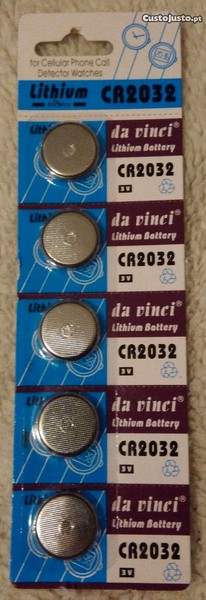 CustoJusto.pt
for Cellular Phone Call
Detector Watches
Lithium
CR2032
da vinci®
Lithium Battery
CR2032
3V
da vinci®
Lithium Battery
CR2032
3V
da vinci®
Lithium Battery
CR2032
3V
da vinci®
Lithium Battery
CR2032
3V
da vinci®
Lithium Battery
CR2032
3V